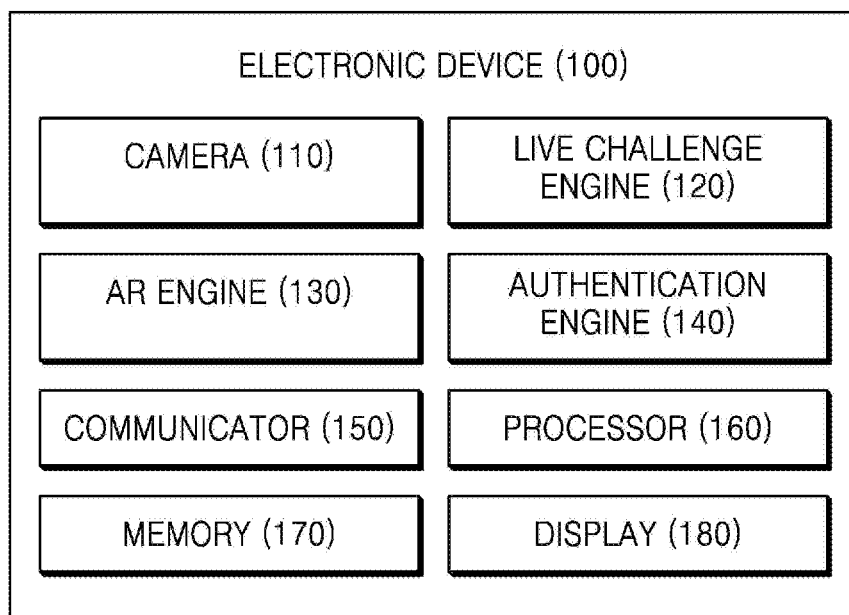 ELECTRONIC DEVICE (100)
CAMERA (110)
LIVE CHALLENGE
ENGINE (120)
AR ENGINE (130)
AUTHENTICATION
ENGINE (140)
COMMUNICATOR (150)
PROCESSOR (160)
MEMORY (170)
DISPLAY (180)